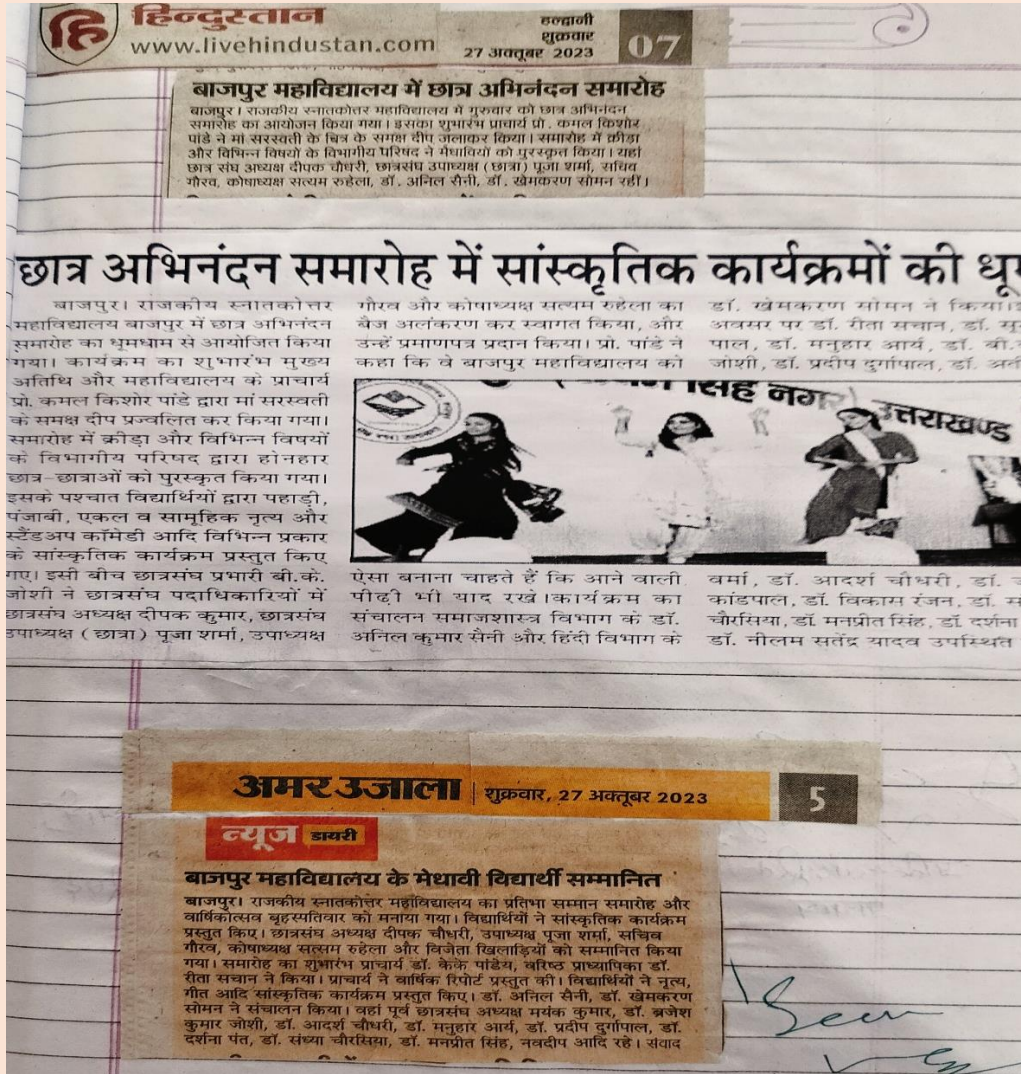 हि
हिन्दुस्तान
www.livehindustan.com
हल्द्वानी
शुक्रवार
27 अक्तूबर 2023
07
बाजपुर महाविद्यालय में छात्र अभिनंदन समारोह
बाजपुर। राजकीय स्नातकोत्तर महाविद्यालय में गुरुवार को छात्र अभिनंदन
समारोह का आयोजन किया गया। इसका शुभारंभ प्राचार्य प्रो. कमल किशोर
पांडे ने मां सरस्वती के चित्र के समक्ष दीप जलाकर किया। समारोह में क्रीड़ा
और विभिन्न विषयों के विभागीय परिषद ने मेधावियों को पुरस्कृत किया। यहां
छात्र संघ अध्यक्ष दीपक चौधरी, छात्रसंघ उपाध्यक्ष (छात्रा) पूजा शर्मा, सचिव
गौरव, कोषाध्यक्ष सत्यम रुहेला, डॉ. अनिल सैनी, डॉ. खेमकरण सोमन रहीं।
छात्र अभिनंदन समारोह में सांस्कृतिक कार्यक्रमों की
बाजपुर। राजकीय स्नातकोत्तर
महाविद्यालय बाजपुर में छात्र अभिनंदन
समारोह का धूमधाम से आयोजित किया
गया। कार्यक्रम का शुभारंभ मुख्य
अतिथि और महाविद्यालय के प्राचार्य
प्रो. कमल किशोर पांडे द्वारा मां सरस्वती
के समक्ष दीप प्रज्वलित कर किया गया।
समारोह में क्रीड़ा और विभिन्न विषयों
के विभागीय परिषद द्वारा होनहार
छात्र-छात्राओं को पुरस्कृत किया गया।
इसके पश्चात विद्यार्थियों द्वारा पहाड़ी,
पंजाबी, एकल व सामूहिक नृत्य और
स्टैंडअप कॉमेडी आदि विभिन्न प्रकार
के सांस्कृतिक कार्यक्रम प्रस्तुत किए
गए। इसी बीच छात्रसंघ प्रभारी बी.के.
जोशी ने छात्रसंघ पदाधिकारियों में
छात्रसंघ अध्यक्ष दीपक कुमार, छात्रसंघ
उपाध्यक्ष (छात्रा) पूजा शर्मा, उपाध्यक्ष
गौरव और कोषाध्यक्ष सत्यम रुहेला का
बैज अलंकरण कर स्वागत किया, और
उन्हें प्रमाणपत्र प्रदान किया। प्रो. पांडे ने
कहा कि वे बाजपुर महाविद्यालय को
सिंह नगर, उत्तराखण्ड
ऐसा बनाना चाहते हैं कि आने वाली
पीढ़ी भी याद रखे।कार्यक्रम का
संचालन समाजशास्त्र विभाग के डॉ.
अनिल कुमार सैनी और हिंदी विभाग के
डॉ. खेमकरण सोमन ने किया।
अवसर पर डॉ. रीता सचान, डॉ.
पाल, डॉ. मनुहार आर्य, डॉ. बी.
जोशी, डॉ. प्रदीप दुर्गापाल, डॉ.
वर्मा, डॉ. आदर्श चौधरी, डॉ.
कांडपाल, डॉ. विकास रंजन, डॉ.
चौरसिया, डॉ. मनप्रीत सिंह, डॉ. दर्शना
डॉ. नीलम सतेंद्र यादव उपस्थित
अमर उजाला शुक्रवार, 27 अक्तूबर 2023 5
न्यूज डायरी
बाजपुर महाविद्यालय के मेधावी विद्यार्थी सम्मानित
बाजपुर। राजकीय स्नातकोत्तर महाविद्यालय का प्रतिभा सम्मान समारोह और
वार्षिकोत्सव बृहस्पतिवार को मनाया गया। विद्यार्थियों ने सांस्कृतिक कार्यक्रम
प्रस्तुत किए। छात्रसंघ अध्यक्ष दीपक चौधरी, उपाध्यक्ष पूजा शर्मा, सचिव
गौरव, कोषाध्यक्ष सत्सम रुहेला और विजेता खिलाड़ियों को सम्मानित किया
गया। समारोह का शुभारंभ प्राचार्य डॉ. केके पांडेय, वरिष्ठ प्राध्यापिका डॉ.
रीता सचान ने किया। प्राचार्य ने वार्षिक रिपोर्ट प्रस्तुत की। विद्यार्थियों ने नृत्य,
गीत आदि सांस्कृतिक कार्यक्रम प्रस्तुत किए। डॉ. अनिल सैनी, डॉ. खेमकरण
सोमन ने संचालन किया। वहां पूर्व छात्रसंघ अध्यक्ष मयंक कुमार, डॉ. ब्रजेश
कुमार जोशी, डॉ. आदर्श चौधरी, डॉ. मनुहार आर्य, डॉ. प्रदीप दुर्गापाल, डॉ.
दर्शना पंत, डॉ. संध्या चौरसिया, डॉ. मनप्रीत सिंह, नवदीप आदि रहे। संवाद
Seen